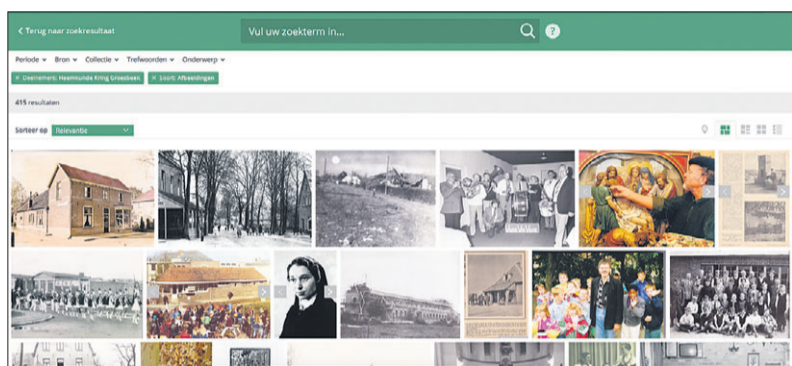 Terug naar zoekresultaat
Vul uw zoekterm in...
?
Periode Bron Collectie Trefwoorden Onderwerp
× Deelnemers: Heemkunde Kring Groesbeek × Soort: Afbeeldingen
415 resultaten
Sorteer op Relevantie